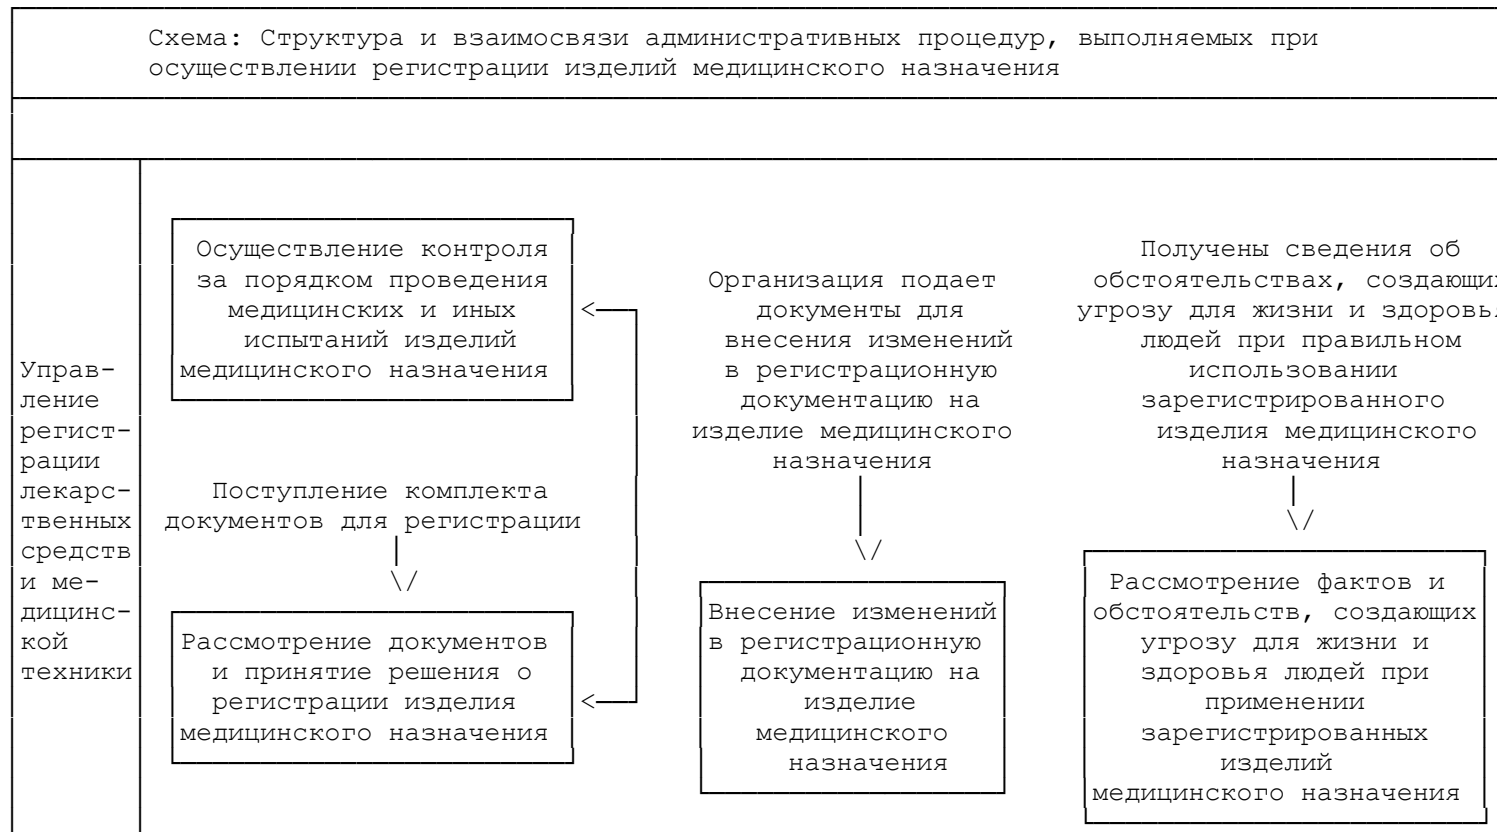 Схема: Структура и взаимосвязи административных процедур, выполняемых при
осуществлении регистрации изделий медицинского назначения
Управ-
ление
регист-
рации
лекарс-
твенных
средств
и ме-
дицинс-
кой
техники
Осуществление контроля
за порядком проведения
медицинских и иных
испытаний изделий
медицинского назначения
Поступление комплекта
документов для регистрации
Рассмотрение документов
и принятие решения о
регистрации изделия
медицинского назначения
Организация подает
документы для
внесения изменений
в регистрационную
документацию на
изделие медицинского
назначения
Внесение изменений
в регистрационную
документацию на
изделие
медицинского
назначения
Получены сведения об
обстоятельствах, создающих
угрозу для жизни и здоровья
людей при правильном
использовании
зарегистрированного
изделия медицинского
назначения
Рассмотрение фактов и
обстоятельств, создающих
угрозу для жизни и
здоровья людей при
применении
зарегистрированных
изделий
медицинского назначения